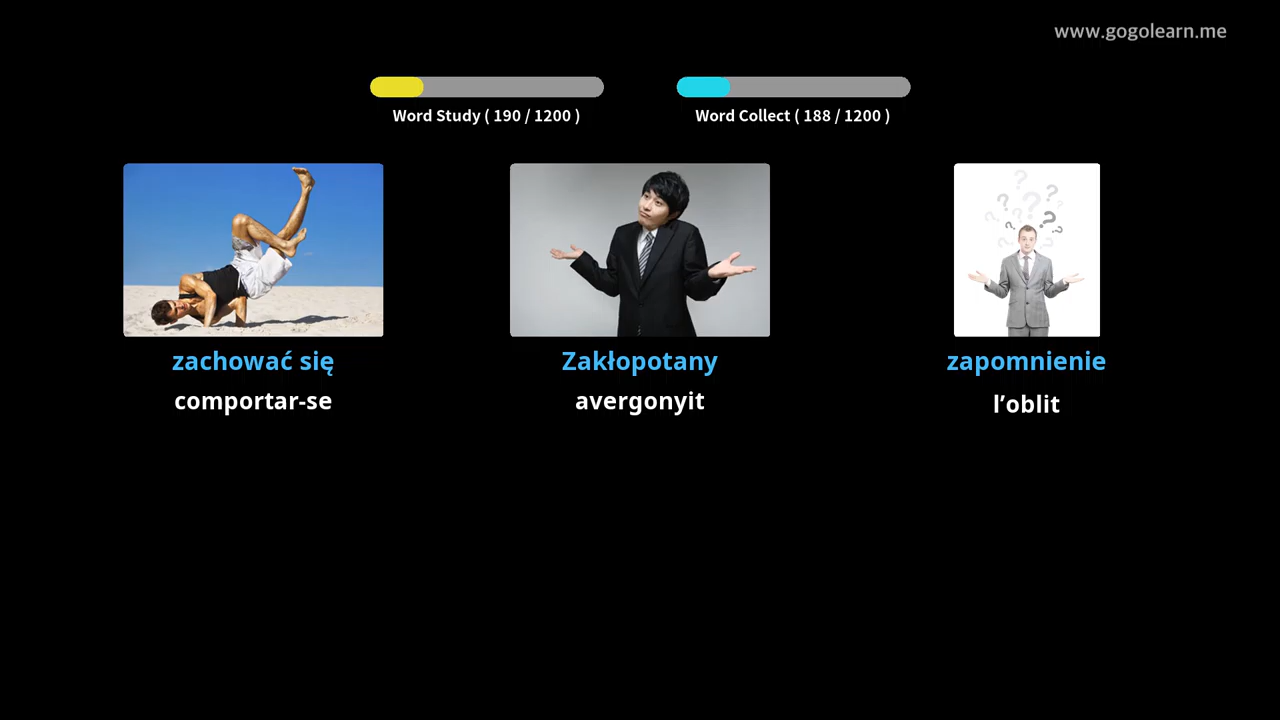 www.gogolearn.me
Word Study ( 190 / 1200 )
Word Collect ( 188 / 1200 )
zachować się
comportar-se
Zakłopotany
avergonyit
zapomnienie
l’oblit